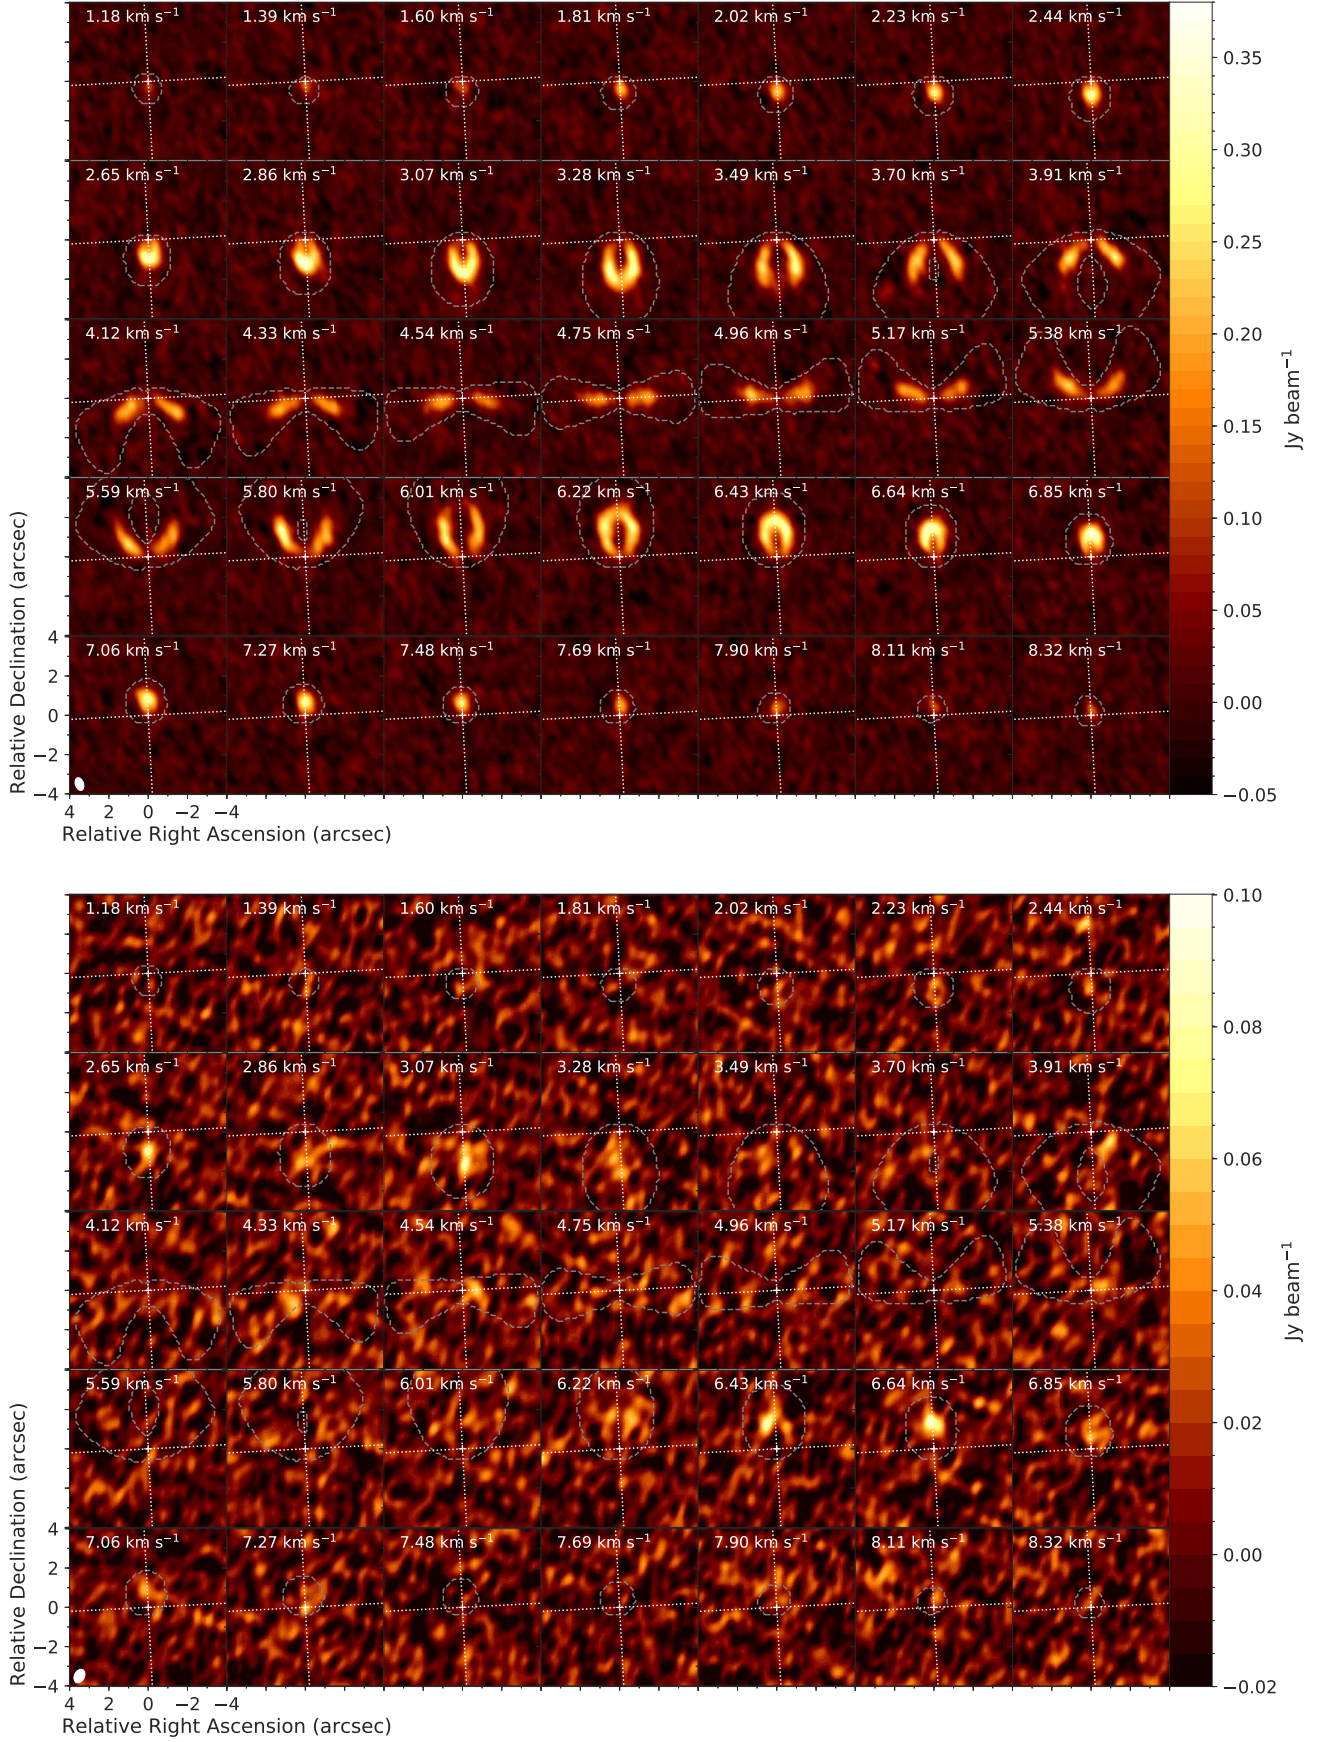 1.18 km s⁻¹ 1.39 km s⁻¹ 1.60 km s⁻¹ 1.81 km s⁻¹ 2.02 km s⁻¹ 2.23 km s⁻¹ 2.44 km s⁻¹
2.65 km s⁻¹ 2.86 km s⁻¹ 3.07 km s⁻¹ 3.28 km s⁻¹ 3.49 km s⁻¹ 3.70 km s⁻¹ 3.91 km s⁻¹
4.12 km s⁻¹ 4.33 km s⁻¹ 4.54 km s⁻¹ 4.75 km s⁻¹ 4.96 km s⁻¹ 5.17 km s⁻¹ 5.38 km s⁻¹
5.59 km s⁻¹ 5.80 km s⁻¹ 6.01 km s⁻¹ 6.22 km s⁻¹ 6.43 km s⁻¹ 6.64 km s⁻¹ 6.85 km s⁻¹
7.06 km s⁻¹ 7.27 km s⁻¹ 7.48 km s⁻¹ 7.69 km s⁻¹ 7.90 km s⁻¹ 8.11 km s⁻¹ 8.32 km s⁻¹
Relative Declination (arcsec)
4
2
0
−2
−4
4 2 0 −2 −4
Relative Right Ascension (arcsec)
0.35
0.30
0.25
0.20
0.15
0.10
0.05
0.00
−0.05
Jy beam⁻¹
1.18 km s⁻¹ 1.39 km s⁻¹ 1.60 km s⁻¹ 1.81 km s⁻¹ 2.02 km s⁻¹ 2.23 km s⁻¹ 2.44 km s⁻¹
2.65 km s⁻¹ 2.86 km s⁻¹ 3.07 km s⁻¹ 3.28 km s⁻¹ 3.49 km s⁻¹ 3.70 km s⁻¹ 3.91 km s⁻¹
4.12 km s⁻¹ 4.33 km s⁻¹ 4.54 km s⁻¹ 4.75 km s⁻¹ 4.96 km s⁻¹ 5.17 km s⁻¹ 5.38 km s⁻¹
5.59 km s⁻¹ 5.80 km s⁻¹ 6.01 km s⁻¹ 6.22 km s⁻¹ 6.43 km s⁻¹ 6.64 km s⁻¹ 6.85 km s⁻¹
7.06 km s⁻¹ 7.27 km s⁻¹ 7.48 km s⁻¹ 7.69 km s⁻¹ 7.90 km s⁻¹ 8.11 km s⁻¹ 8.32 km s⁻¹
Relative Declination (arcsec)
4
2
0
−2
−4
4 2 0 −2 −4
Relative Right Ascension (arcsec)
0.10
0.08
0.06
0.04
0.02
0.00
−0.02
Jy beam⁻¹